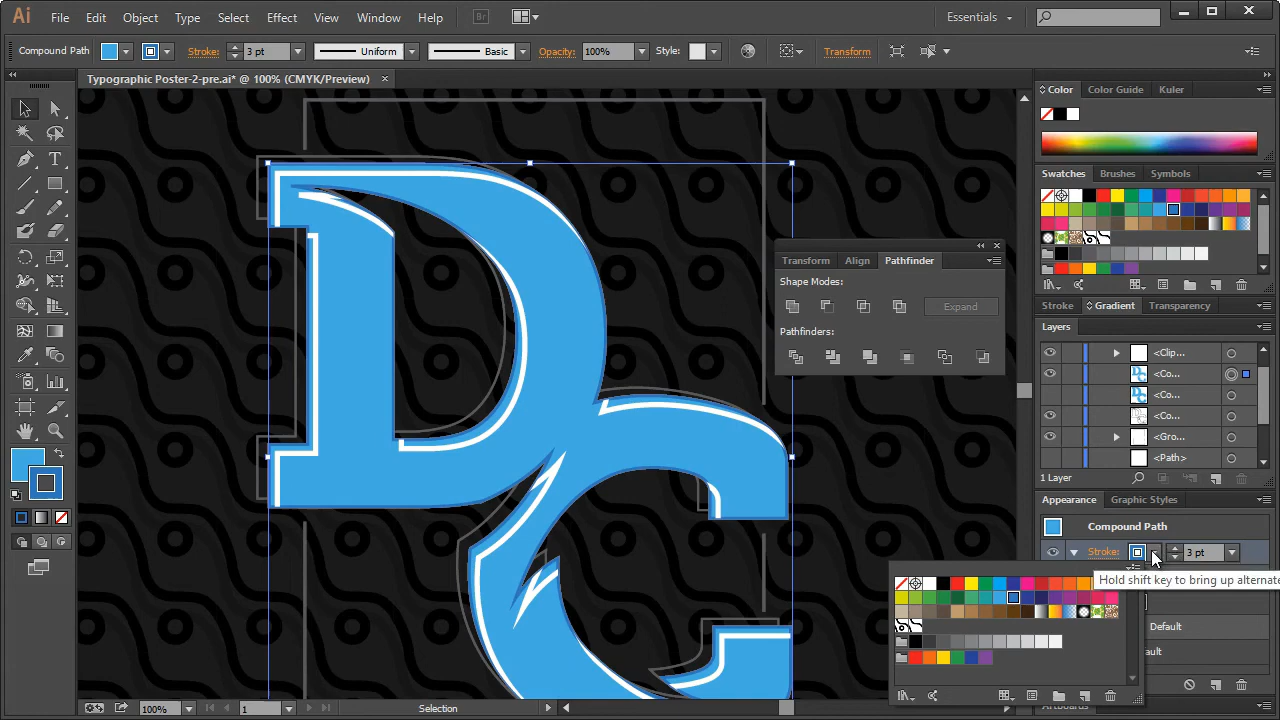 Ai File Edit Object Type Select Effect View Window Help Br Essentials
Compound Path Stroke: 3 pt Uniform Basic Opacity: 100% Style: Transform
Typographic Poster-2-pre.ai* @ 100% (CMYK/Preview) ×
Color Color Guide Kuler
Swatches Brushes Symbols
DC
Transform Align Pathfinder
Shape Modes:
Expand
Pathfinders:
Stroke Gradient Transparency
Layers
<Clip...
<Co...
<Co...
<Co...
<Gro...
<Path>
1 Layer
Appearance Graphic Styles
Compound Path
Stroke: 3 pt
Hold shift key to bring up alternat
Default
ault
Artboards
100% 1 Selection